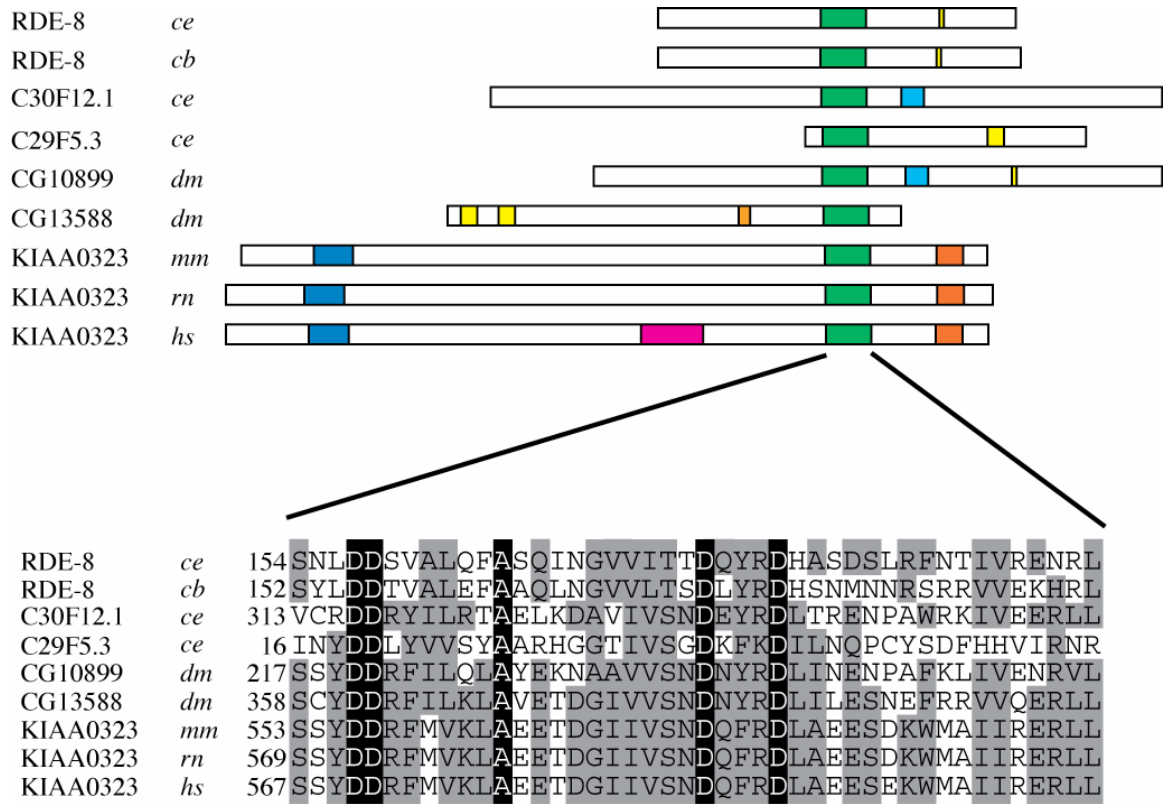 RDE-8 ce
RDE-8 cb
C30F12.1 ce
C29F5.3 ce
CG10899 dm
CG13588 dm
KIAA0323 mm
KIAA0323 rn
KIAA0323 hs
RDE-8 ce 154 SNLDDSVALQFASQINGVVITTDQYRDHASDSLRFNTIVRENRL
RDE-8 cb 152 SYLDDTVALEFAAQLNGVVLTSDLYRDHSNMNNRSRRVVEKHRL
C30F12.1 ce 313 VCRDDRYILRTAELKDAVIVSNDEYRDLTRENPAWRKIVEERLL
C29F5.3 ce 16 INYDDLYVVSYAARHGGTIVSGDKFKDILNQPCYSDFHHVIRNR
CG10899 dm 217 SSYDDRFILQLAYEKNAAVVSNDNYRDLINENPAFKLIVENRVL
CG13588 dm 358 SCYDDRFILKLAVETDGIVVSNDNYRDLILESNEFRRVVQERLL
KIAA0323 mm 553 SSYDDRFMVKLAEETDGIIVSNDQFRDLAEESDKWMAIIRERLL
KIAA0323 rn 569 SSYDDRFMVKLAEETDGIIVSNDQFRDLAEESDKWMAIIRERLL
KIAA0323 hs 567 SSYDDRFMVKLAEETDGIIVSNDQFRDLAEESEKWMAIIRERLL